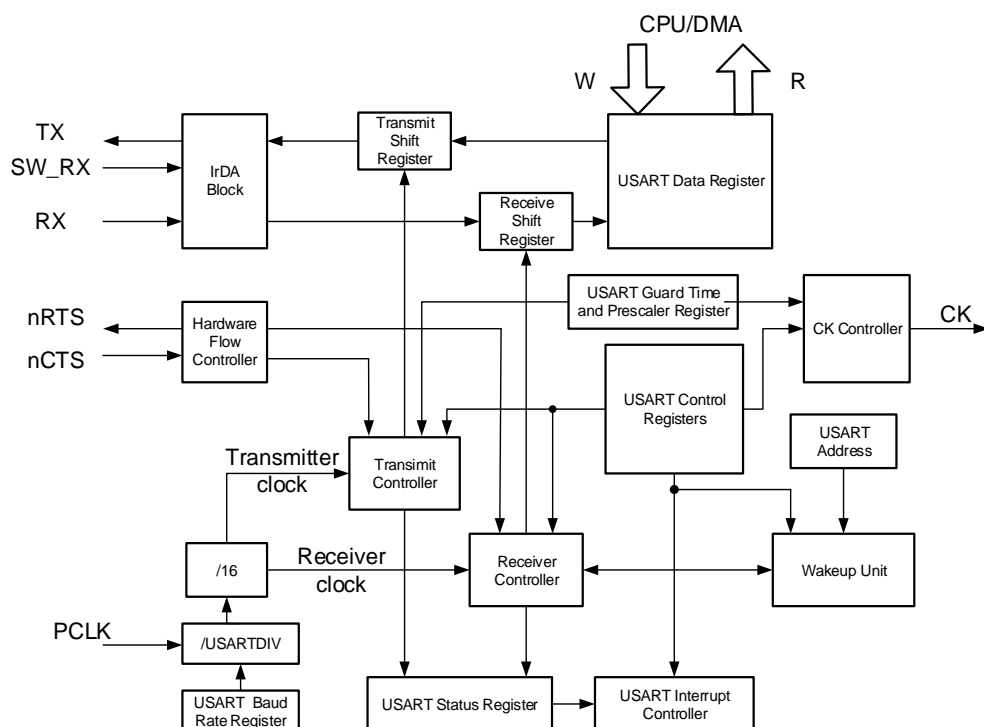 CPU/DMA
W
R
TX
SW_RX
RX
IrDA
Block
Transmit
Shift
Register
Receive
Shift
Register
USART Data Register
nRTS
nCTS
Hardware
Flow
Controller
USART Guard Time
and Prescaler Register
CK Controller
CK
USART Control
Registers
USART
Address
Transmitter
clock
Transimit
Controller
/16
Receiver
clock
Receiver
Controller
Wakeup Unit
PCLK
/USARTDIV
USART Baud
Rate Register
USART Status Register
USART Interrupt
Controller